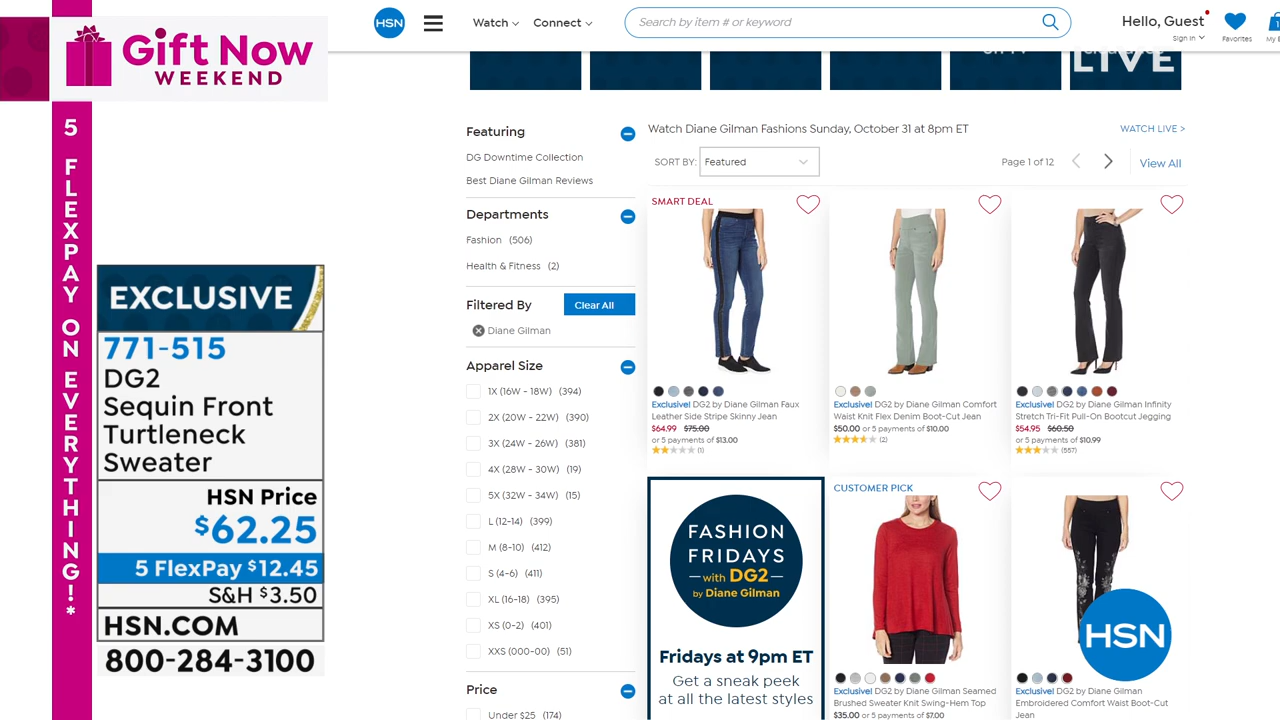 Gift Now
WEEKEND
5 FLEXPAY ON EVERYTHING!*
EXCLUSIVE
771-515
DG2
Sequin Front
Turtleneck
Sweater
HSN Price
$62.25
5 FlexPay $12.45
S&H $3.50
HSN.COM
800-284-3100
HSN
Watch
Connect
Search by item # or keyword
Hello, Guest
Sign In
Favorites
LIVE
Featuring
DG Downtime Collection
Best Diane Gilman Reviews
Departments
Fashion (506)
Health & Fitness (2)
Filtered By
Clear All
Diane Gilman
Apparel Size
1X (16W - 18W) (394)
2X (20W - 22W) (390)
3X (24W - 26W) (381)
4X (28W - 30W) (19)
5X (32W - 34W) (15)
L (12-14) (399)
M (8-10) (412)
S (4-6) (411)
XL (16-18) (395)
XS (0-2) (401)
XXS (000-00) (51)
Price
Under $25 (174)
Watch Diane Gilman Fashions Sunday, October 31 at 8pm ET
WATCH LIVE >
SORT BY: Featured
Page 1 of 12
View All
SMART DEAL
Exclusive! DG2 by Diane Gilman Faux
Leather Side Stripe Skinny Jean
$64.99 $75.00
or 5 payments of $13.00
(1)
Exclusive! DG2 by Diane Gilman Comfort
Waist Knit Flex Denim Boot-Cut Jean
$50.00 or 5 payments of $10.00
(2)
Exclusive! DG2 by Diane Gilman Infinity
Stretch Tri-Fit Pull-On Bootcut Jegging
$54.95 $60.50
or 5 payments of $10.99
(557)
FASHION
FRIDAYS
with DG2
by Diane Gilman
Fridays at 9pm ET
Get a sneak peek
at all the latest styles
CUSTOMER PICK
Exclusive! DG2 by Diane Gilman Seamed
Brushed Sweater Knit Swing-Hem Top
$35.00 or 5 payments of $7.00
Exclusive! DG2 by Diane Gilman
Embroidered Comfort Waist Boot-Cut
Jean
HSN